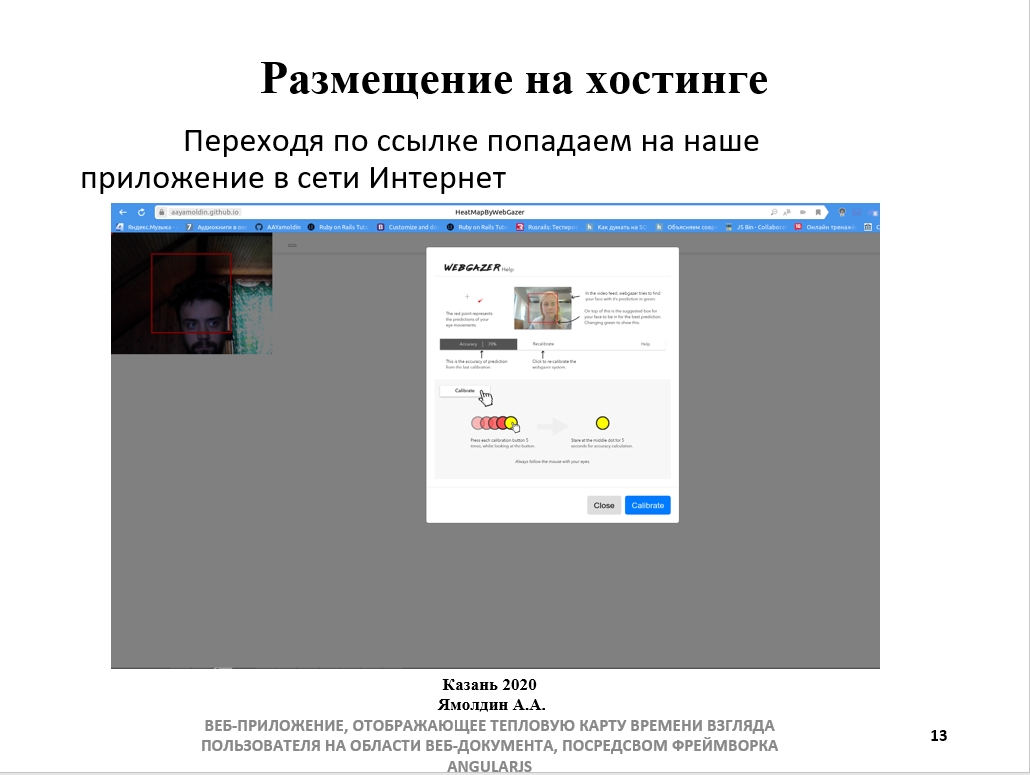 Размещение на хостинге
Переходя по ссылке попадаем на наше
приложение в сети Интернет
aayamoldin.github.io
HeatMapByWebGazer
Яндекс.Музыка
Аудиокниги в
AAYamoldin
Ruby on Rails Tut
Customize and d
Ruby on Rails Tut
Rusrails: Тестир
Как думать на SQ
Объясняем совр
JS Bin - Collabora
Онлайн тренаж
WEBGAZER Help
The red point represents
the predictions of your
eye movements
In the video feed, webgazer tries to find
your face with it's prediction in green.
On top of this is the suggested box for
your face to be in for the best prediction.
Changing green to show this.
Accuracy | 70%
Recalibrate
Help
This is the accuracy of prediction
from the last calibration.
Click to re-calibrate the
webgazer system.
Calibrate
Press each calibration button 5
times, whilst looking at the button.
Stare at the middle dot for 5
seconds for accuracy calculation.
Always follow the mouse with your eyes.
Close
Calibrate
Казань 2020
Ямолдин А.А.
ВЕБ-ПРИЛОЖЕНИЕ, ОТОБРАЖАЮЩЕЕ ТЕПЛОВУЮ КАРТУ ВРЕМЕНИ ВЗГЛЯДА
ПОЛЬЗОВАТЕЛЯ НА ОБЛАСТИ ВЕБ-ДОКУМЕНТА, ПОСРЕДСВОМ ФРЕЙМВОРКА
ANGULARJS
13